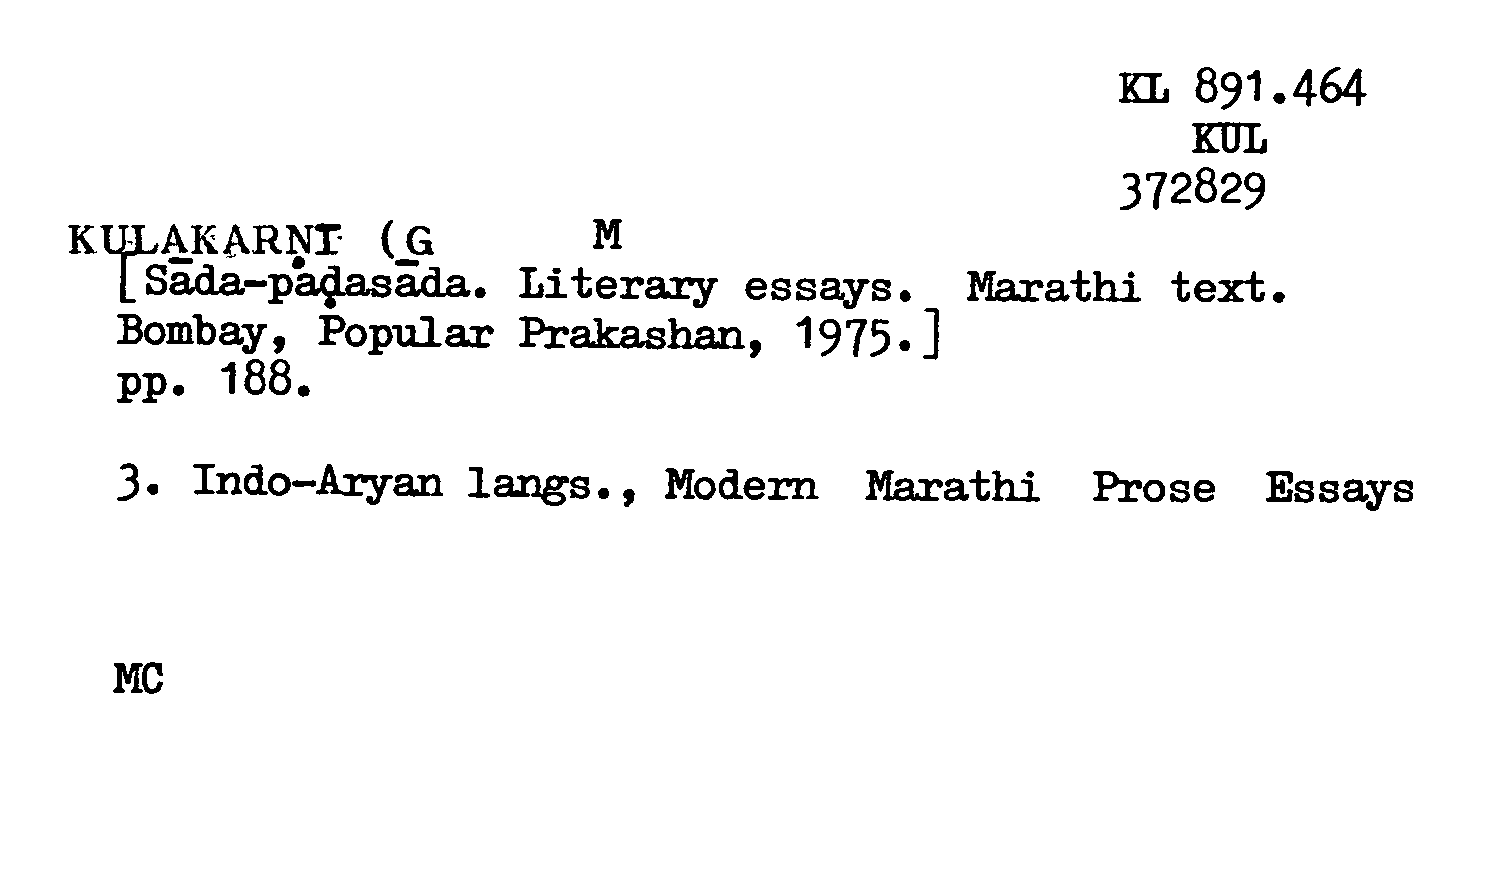 KL 891.464
KUL
372829
KULAKARṆĪ (G M
[Sāda-paḍasāda. Literary essays. Marathi text.
Bombay, Popular Prakashan, 1975.]
pp. 188.
3. Indo-Aryan langs., Modern Marathi Prose Essays
MC